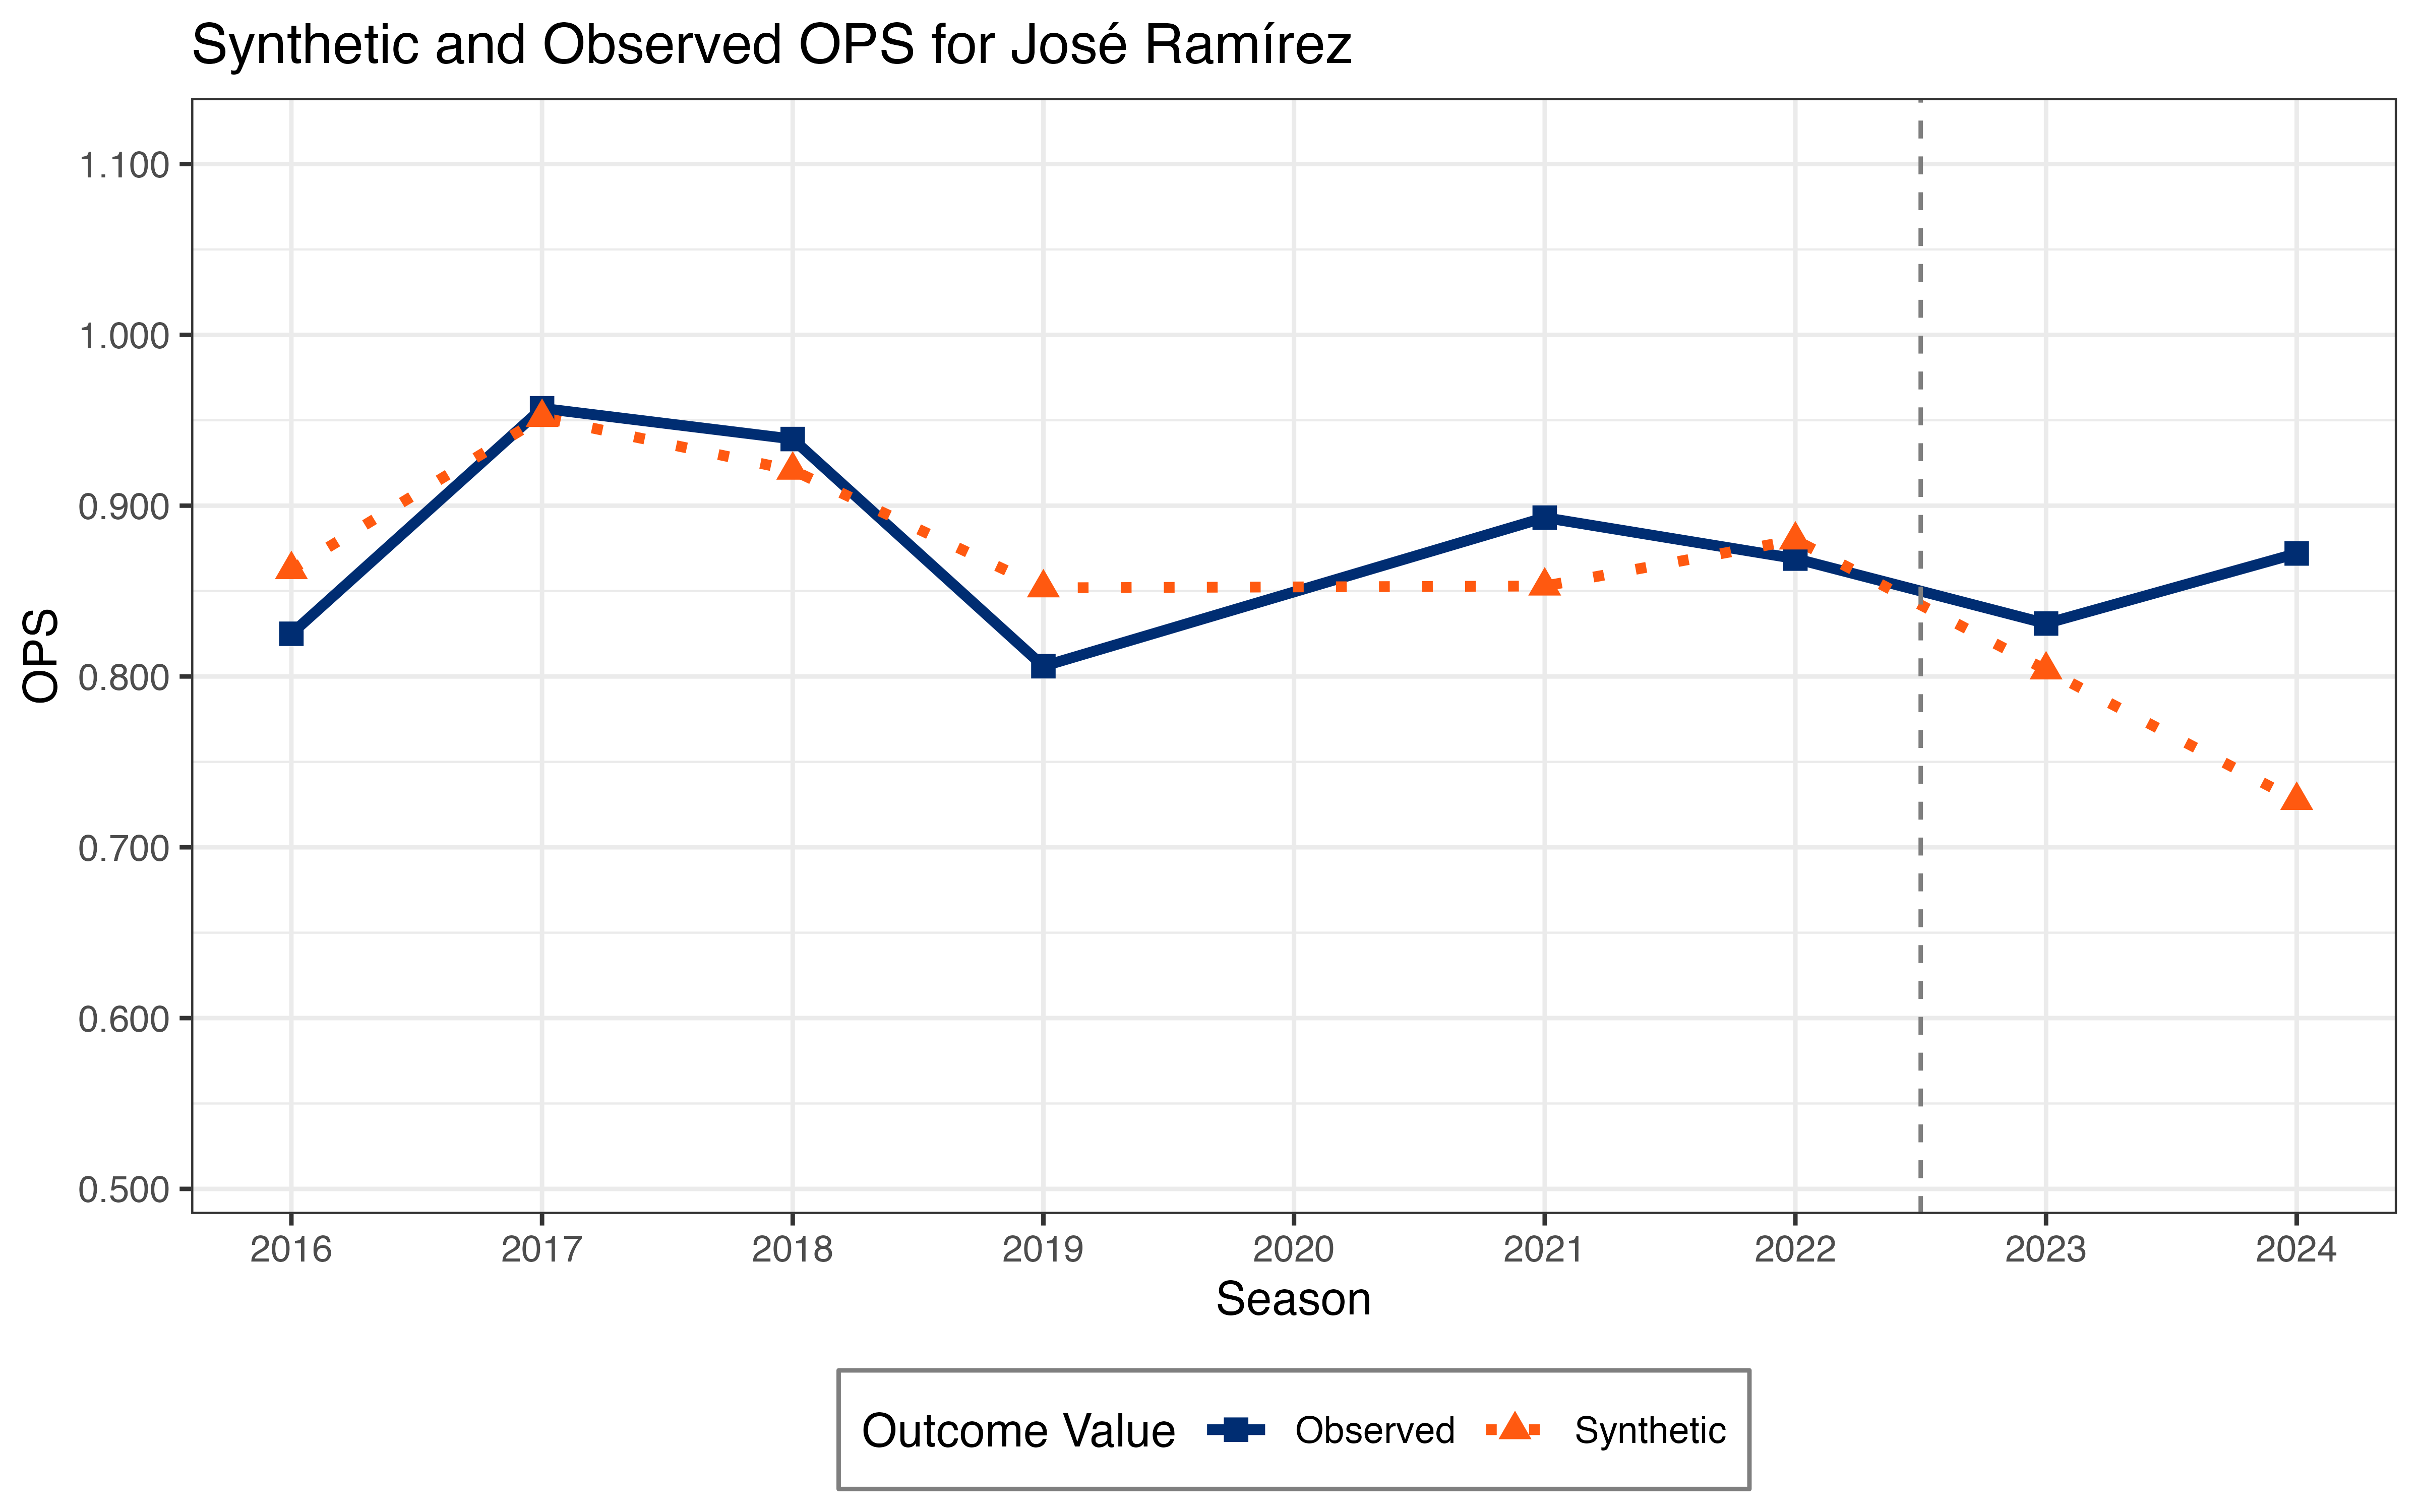 Synthetic and Observed OPS for José Ramírez
1.100
1.000
0.900
0.800
0.700
0.600
0.500
OPS
2016 2017 2018 2019 2020 2021 2022 2023 2024
Season
Outcome Value Observed Synthetic